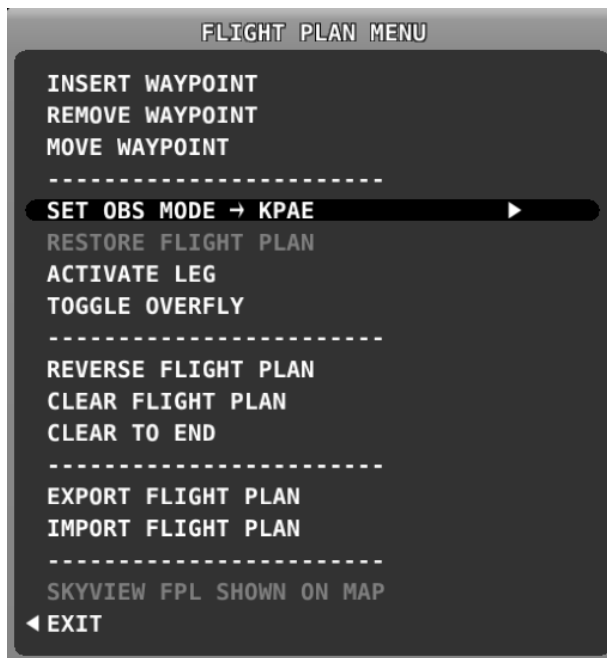 FLIGHT PLAN MENU
INSERT WAYPOINT
REMOVE WAYPOINT
MOVE WAYPOINT
------------------------
SET OBS MODE → KPAE ▶
RESTORE FLIGHT PLAN
ACTIVATE LEG
TOGGLE OVERFLY
------------------------
REVERSE FLIGHT PLAN
CLEAR FLIGHT PLAN
CLEAR TO END
------------------------
EXPORT FLIGHT PLAN
IMPORT FLIGHT PLAN
------------------------
SKYVIEW FPL SHOWN ON MAP
◀ EXIT